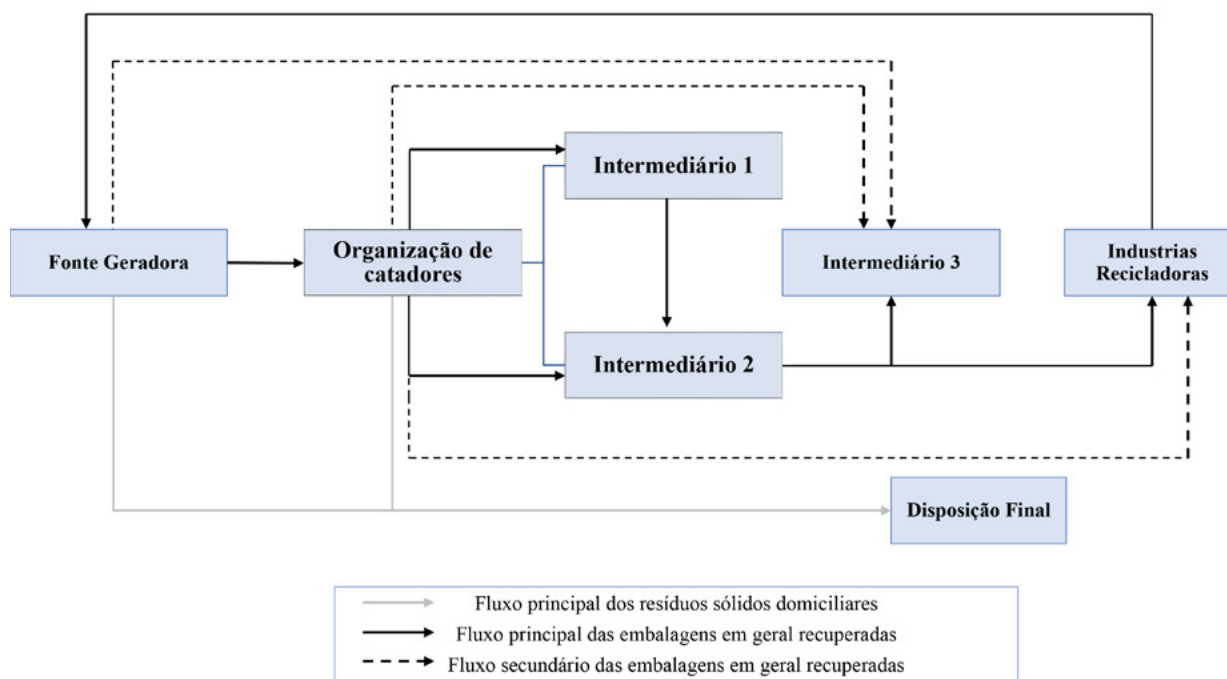 Intermediário 1
Fonte Geradora
Organização de
catadores
Intermediário 3
Industrias
Recicladoras
Intermediário 2
Disposição Final
Fluxo principal dos resíduos sólidos domiciliares
Fluxo principal das embalagens em geral recuperadas
Fluxo secundário das embalagens em geral recuperadas